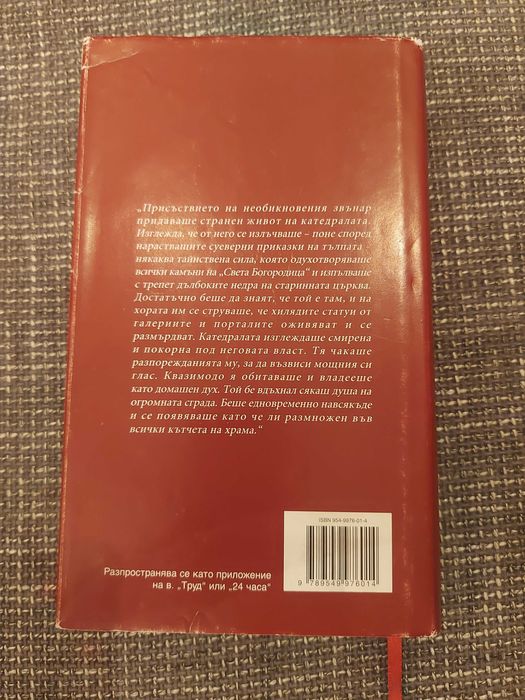 „Присъствието на необикновения звънар
придаваше странен живот на катедралата.
Изглежда, че от него се излъчваше – поне според
нарастващите суеверни приказки на тълпата –
някаква тайнствена сила, която одухотворяваше
всички камъни на „Света Богородица“ и изпълваше
с трепет дълбоките недра на старинната църква.
Достатъчно беше да знаят, че той е там, и на
хората им се струваше, че хилядите статуи от
галериите и порталите оживяват и се
размърдват. Катедралата изглеждаше смирена
и покорна под неговата власт. Тя чакаше
разпорежданията му, за да възвиси мощния си
глас. Квазимодо я обитаваше и владееше
като домашен дух. Той бе вдъхнал сякаш душа на
огромната сграда. Беше едновременно навсякъде
и се появяваше като че ли размножен във
всички кътчета на храма.“
ISBN 954-9976-01-4
9 789549 976014
Разпространява се като приложение
на в. „Труд“ или „24 часа“